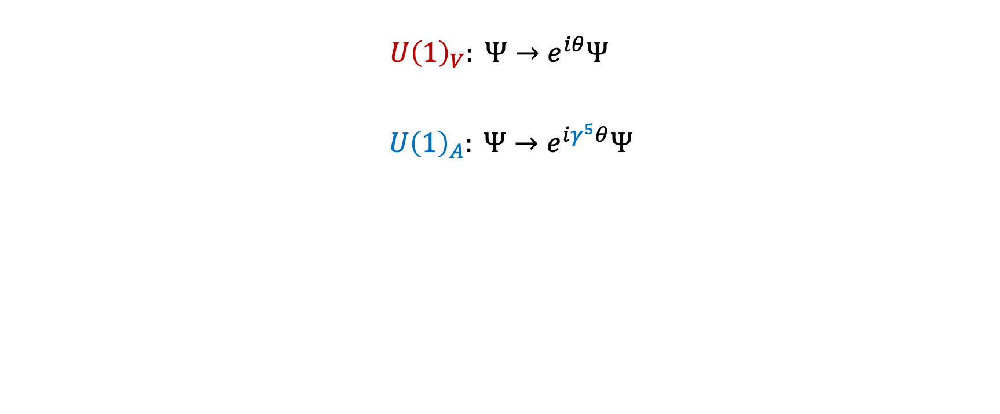 U(1)_V: Ψ → e^{iθ}Ψ
U(1)_A: Ψ → e^{iγ^5θ}Ψ